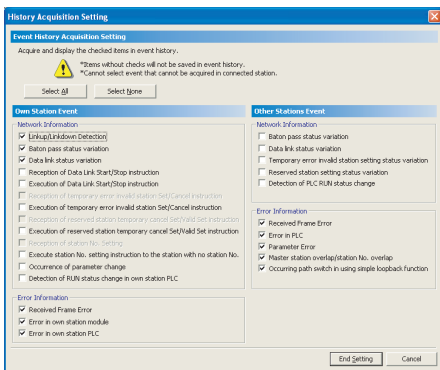 History Acquisition Setting
Event History Acquisition Setting
Acquire and display the checked items in event history.
*Items without checks will not be saved in event history.
*Cannot select event that cannot be acquired in connected station.
Select All
Select None
Own Station Event
Network Information
Linkup/Linkdown Detection
Baton pass status variation
Data link status variation
Reception of Data Link Start/Stop instruction
Execution of Data Link Start/Stop instruction
Reception of temporary error invalid station Set/Cancel instruction
Execution of temporary error invalid station Set/Cancel instruction
Reception of reserved station temporary cancel Set/Valid Set instruction
Execution of reserved station temporary cancel Set/Valid Set instruction
Reception of station No. Setting
Execute station No. setting instruction to the station with no station No.
Occurrence of parameter change
Detection of RUN status change in own station PLC
Error Information
Received Frame Error
Error in own station module
Error in own station PLC
Other Stations Event
Network Information
Baton pass status variation
Data link status variation
Temporary error invalid station setting status variation
Reserved station setting status variation
Detection of PLC RUN status change
Error Information
Received Frame Error
Error in PLC
Parameter Error
Master station overlap/station No. overlap
Occurring path switch in using simple loopback function
End Setting
Cancel